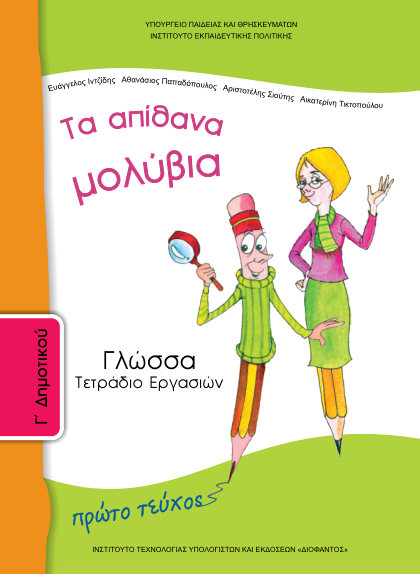 ΥΠΟΥΡΓΕΙΟ ΠΑΙΔΕΙΑΣ ΚΑΙ ΘΡΗΣΚΕΥΜΑΤΩΝ
ΙΝΣΤΙΤΟΥΤΟ ΕΚΠΑΙΔΕΥΤΙΚΗΣ ΠΟΛΙΤΙΚΗΣ
Ευάγγελος Ιντζίδης Αθανάσιος Παπαδόπουλος Αριστοτέλης Σιούτης Αικατερίνη Τικτοπούλου
Τα απίθανα
μολύβια
Γλώσσα
Τετράδιο Εργασιών
Γ΄ Δημοτικού
πρώτο τεύχος
ΙΝΣΤΙΤΟΥΤΟ ΤΕΧΝΟΛΟΓΙΑΣ ΥΠΟΛΟΓΙΣΤΩΝ ΚΑΙ ΕΚΔΟΣΕΩΝ «ΔΙΟΦΑΝΤΟΣ»